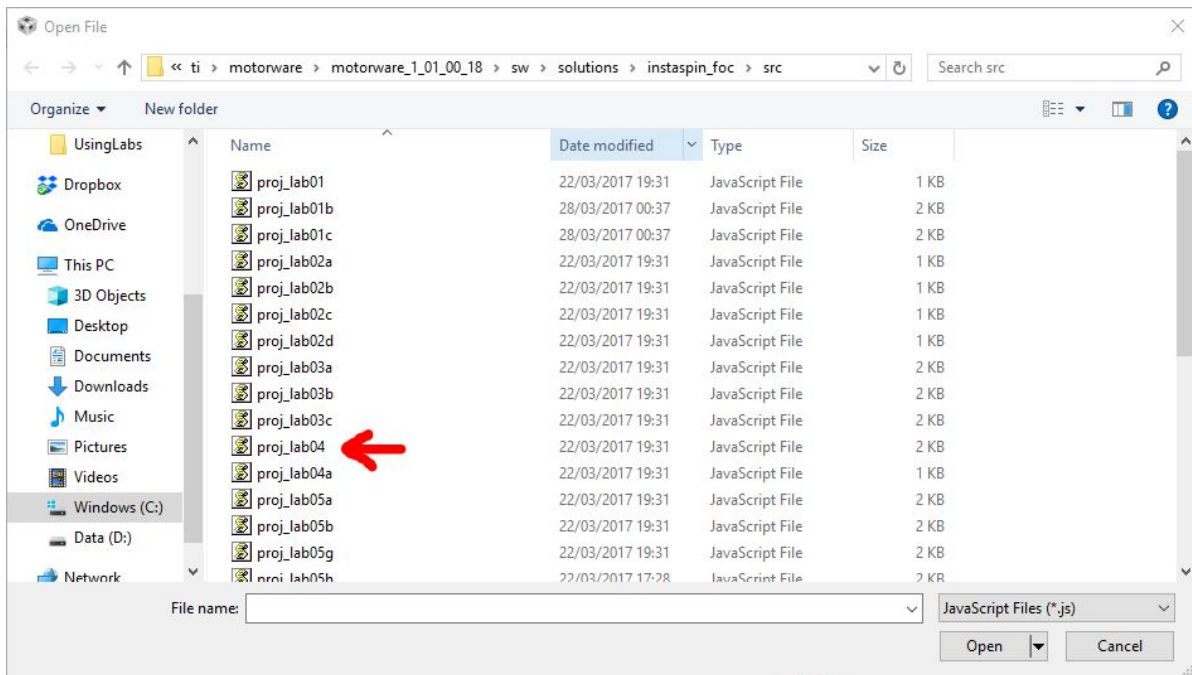 Open File
« ti > motorware > motorware_1_01_00_18 > sw > solutions > instaspin_foc > src
Search src
Organize
New folder
UsingLabs
Dropbox
OneDrive
This PC
3D Objects
Desktop
Documents
Downloads
Music
Pictures
Videos
Windows (C:)
Data (D:)
Network
Name Date modified Type Size
proj_lab01 22/03/2017 19:31 JavaScript File 1 KB
proj_lab01b 28/03/2017 00:37 JavaScript File 2 KB
proj_lab01c 28/03/2017 00:37 JavaScript File 2 KB
proj_lab02a 22/03/2017 19:31 JavaScript File 1 KB
proj_lab02b 22/03/2017 19:31 JavaScript File 1 KB
proj_lab02c 22/03/2017 19:31 JavaScript File 1 KB
proj_lab02d 22/03/2017 19:31 JavaScript File 1 KB
proj_lab03a 22/03/2017 19:31 JavaScript File 2 KB
proj_lab03b 22/03/2017 19:31 JavaScript File 2 KB
proj_lab03c 22/03/2017 19:31 JavaScript File 2 KB
proj_lab04 22/03/2017 19:31 JavaScript File 2 KB
proj_lab04a 22/03/2017 19:31 JavaScript File 1 KB
proj_lab05a 22/03/2017 19:31 JavaScript File 2 KB
proj_lab05b 22/03/2017 19:31 JavaScript File 2 KB
proj_lab05g 22/03/2017 19:31 JavaScript File 2 KB
proj_lab05h 22/03/2017 17:28 JavaScript File 2 KB
File name:
JavaScript Files (*.js)
Open
Cancel